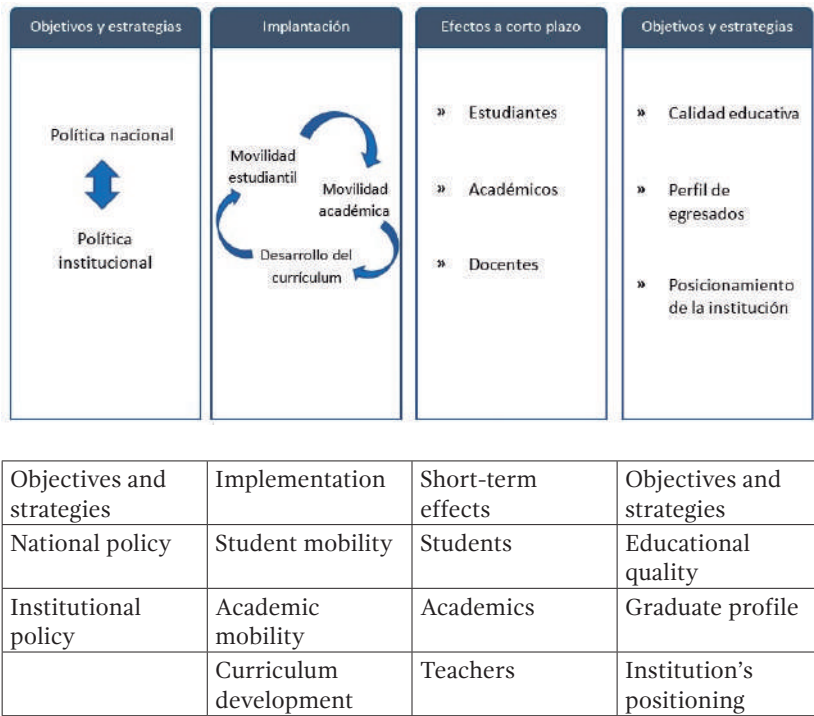 Objetivos y estrategias
Política nacional
Política
institucional
Implantación
Movilidad
estudiantil
Movilidad
académica
Desarrollo del
currículum
Efectos a corto plazo
» Estudiantes
» Académicos
» Docentes
Objetivos y estrategias
» Calidad educativa
» Perfil de
egresados
» Posicionamiento
de la institución
Objectives and
strategies
Implementation
Short-term
effects
Objectives and
strategies
National policy
Student mobility
Students
Educational
quality
Institutional
policy
Academic
mobility
Academics
Graduate profile
Curriculum
development
Teachers
Institution’s
positioning